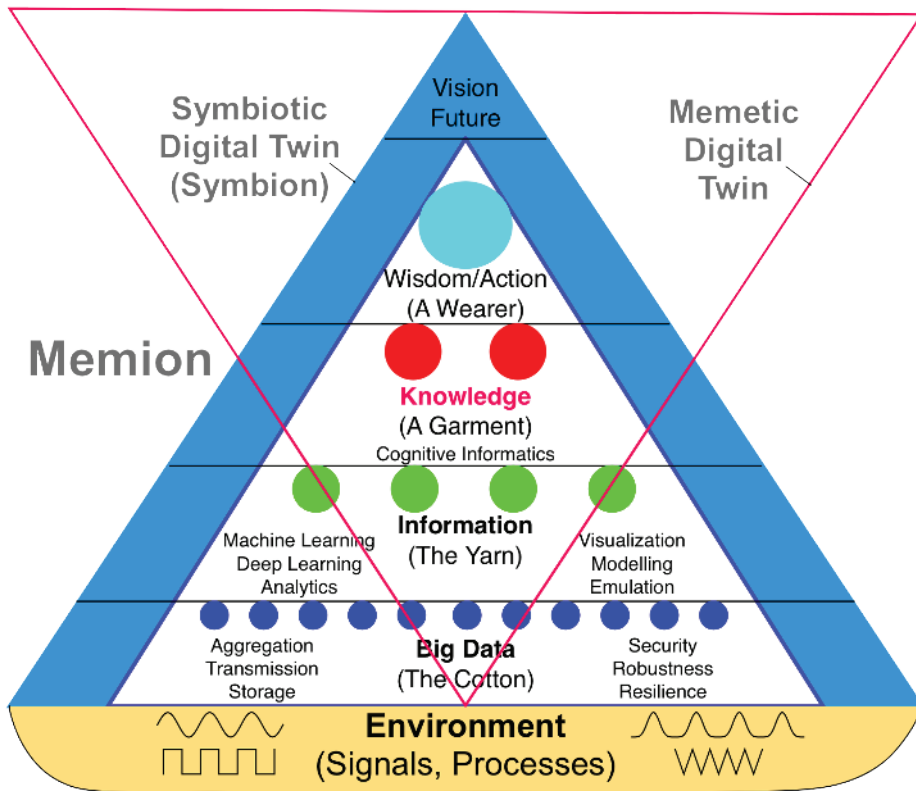 Vision
Future
Symbiotic
Digital Twin
(Symbion)
Memetic
Digital
Twin
Wisdom/Action
(A Wearer)
Memion
Knowledge
(A Garment)
Cognitive Informatics
Information
(The Yarn)
Machine Learning
Deep Learning
Analytics
Visualization
Modelling
Emulation
Big Data
(The Cotton)
Aggregation
Transmission
Storage
Security
Robustness
Resilience
Environment
(Signals, Processes)